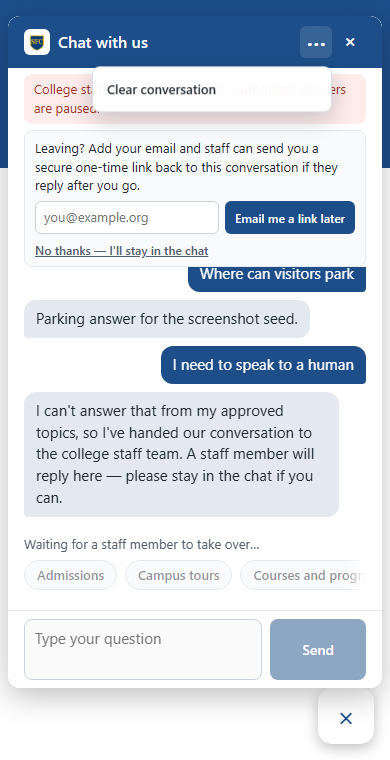 SFC
Chat with us
Clear conversation
College sta
ers
are paused.
Leaving? Add your email and staff can send you a
secure one-time link back to this conversation if they
reply after you go.
you@example.org
Email me a link later
No thanks — I'll stay in the chat
Where can visitors park
Parking answer for the screenshot seed.
I need to speak to a human
I can't answer that from my approved
topics, so I've handed our conversation to
the college staff team. A staff member will
reply here — please stay in the chat if you
can.
Waiting for a staff member to take over...
Admissions
Campus tours
Courses and progr
Type your question
Send